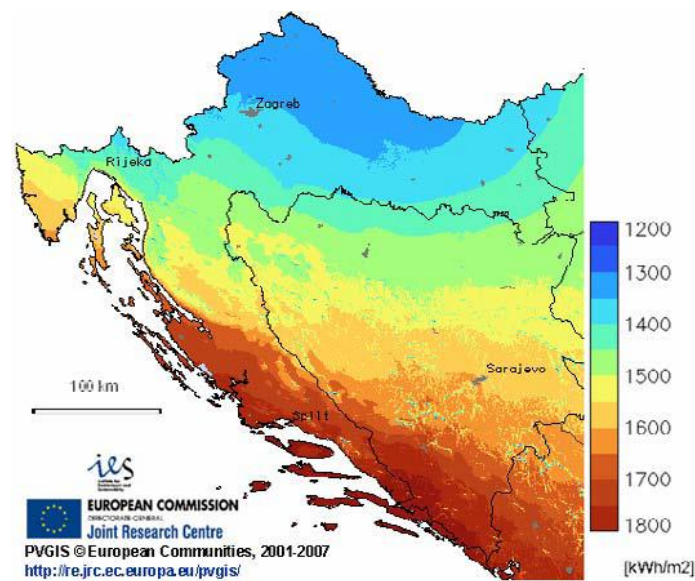 Zagreb
Rijeka
1200
1300
1400
1500
1600
1700
1800
Sarajevo
100 km
Split
ies
EUROPEAN COMMISSION
DIRECTORATE-GENERAL
Joint Research Centre
PVGIS © European Communities, 2001-2007
http://re.jrc.ec.europa.eu/pvgis/
[kWh/m2]